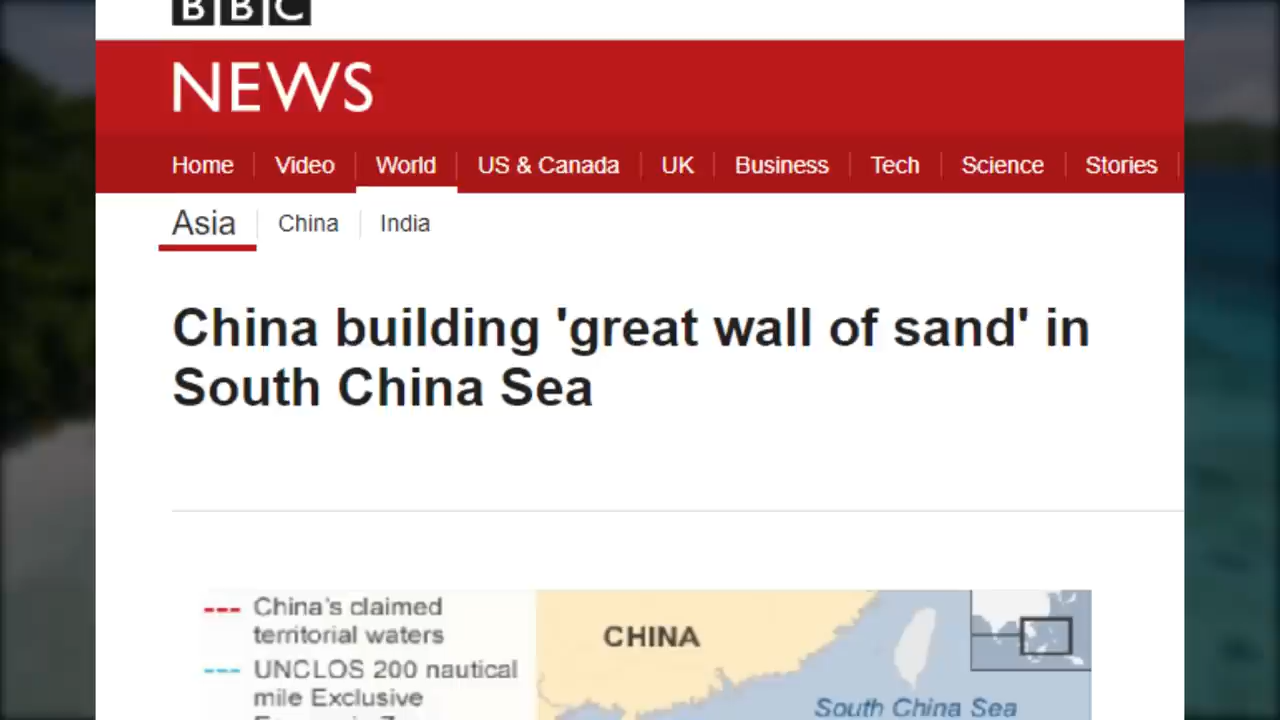 BBC
NEWS
Home Video World US & Canada UK Business Tech Science Stories
Asia China India
China building 'great wall of sand' in
South China Sea
China's claimed
territorial waters
UNCLOS 200 nautical
mile Exclusive
CHINA
South China Sea